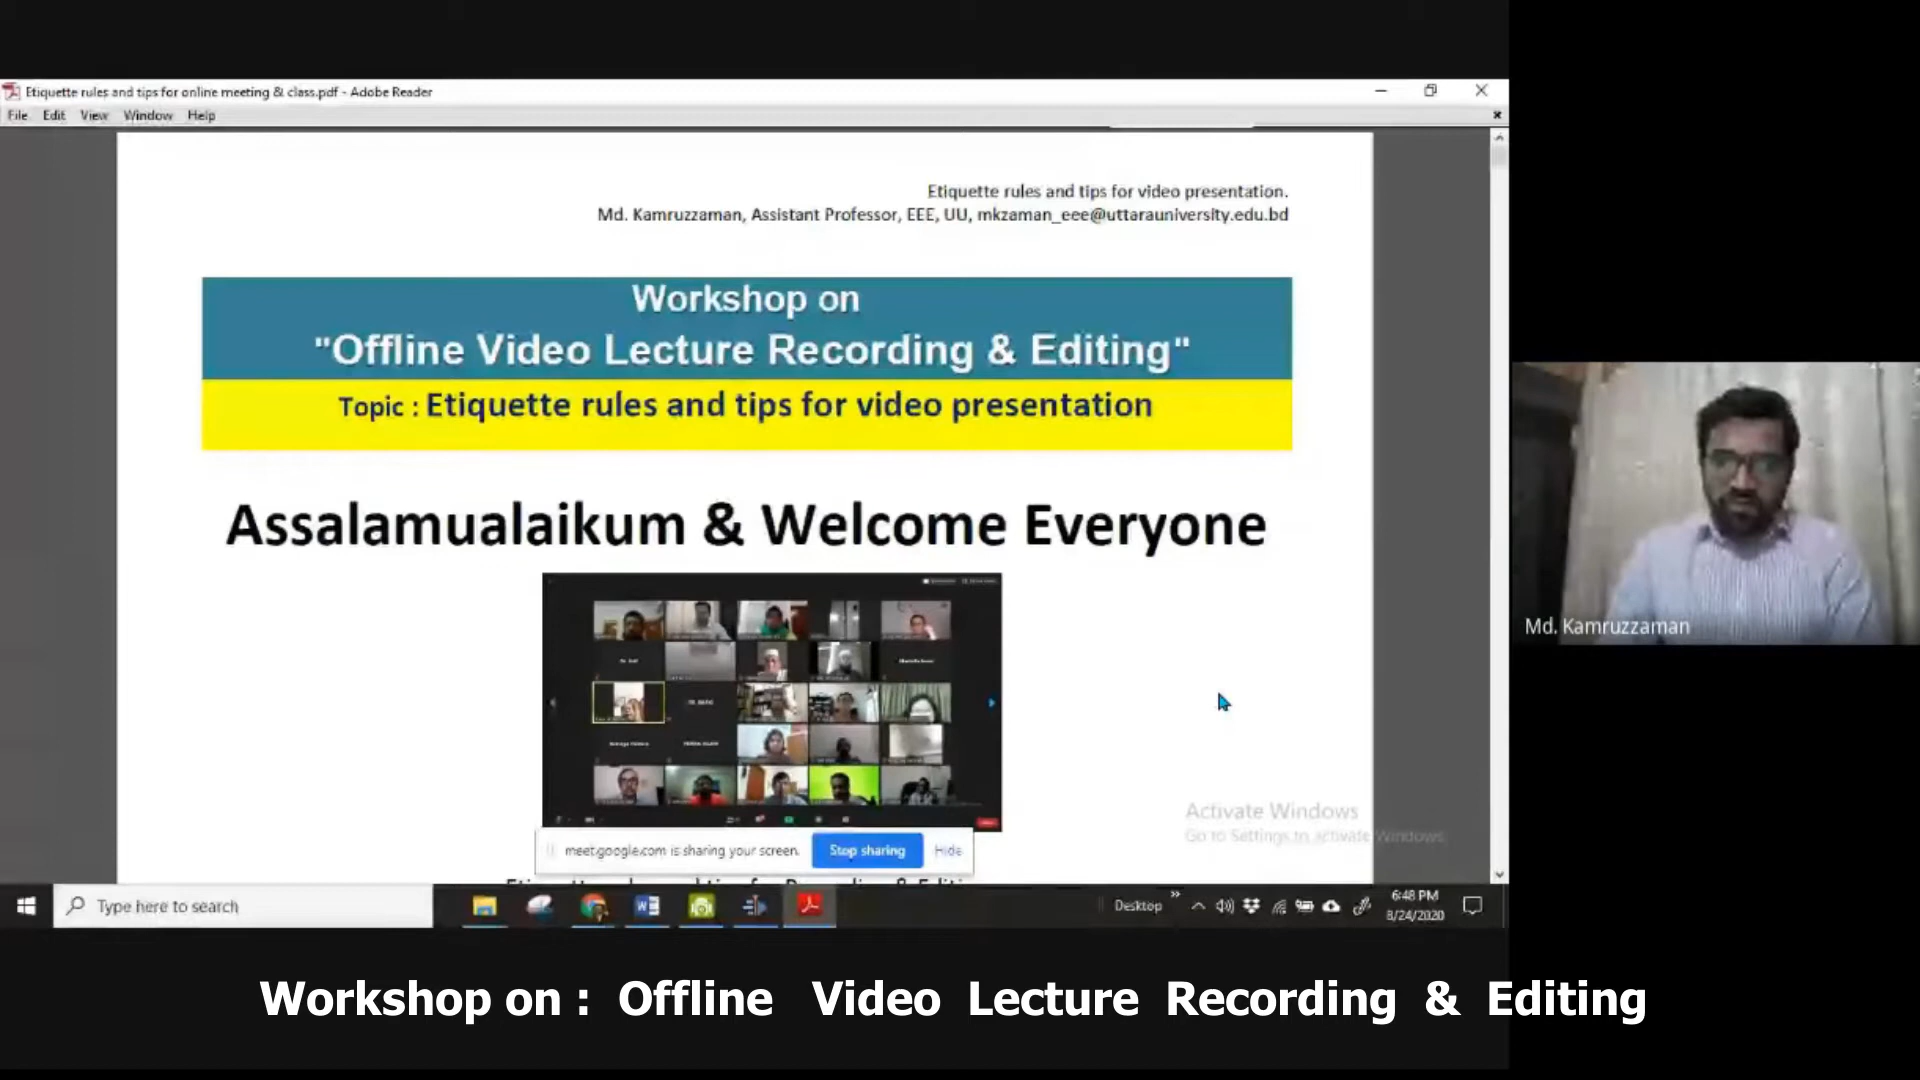 Etiquette rules and tips for online meeting & class.pdf - Adobe Reader
File Edit View Window Help
Etiquette rules and tips for video presentation.
Md. Kamruzzaman, Assistant Professor, EEE, UU, mkzaman_eee@uttarauniversity.edu.bd
Workshop on
"Offline Video Lecture Recording & Editing"
Topic : Etiquette rules and tips for video presentation
Assalamualaikum & Welcome Everyone
Md. Kamruzzaman
Activate Windows
Go to Settings to activate Windows.
meet.google.com is sharing your screen. Stop sharing Hide
Type here to search
Desktop
6:48 PM
8/24/2020
Workshop on : Offline Video Lecture Recording & Editing